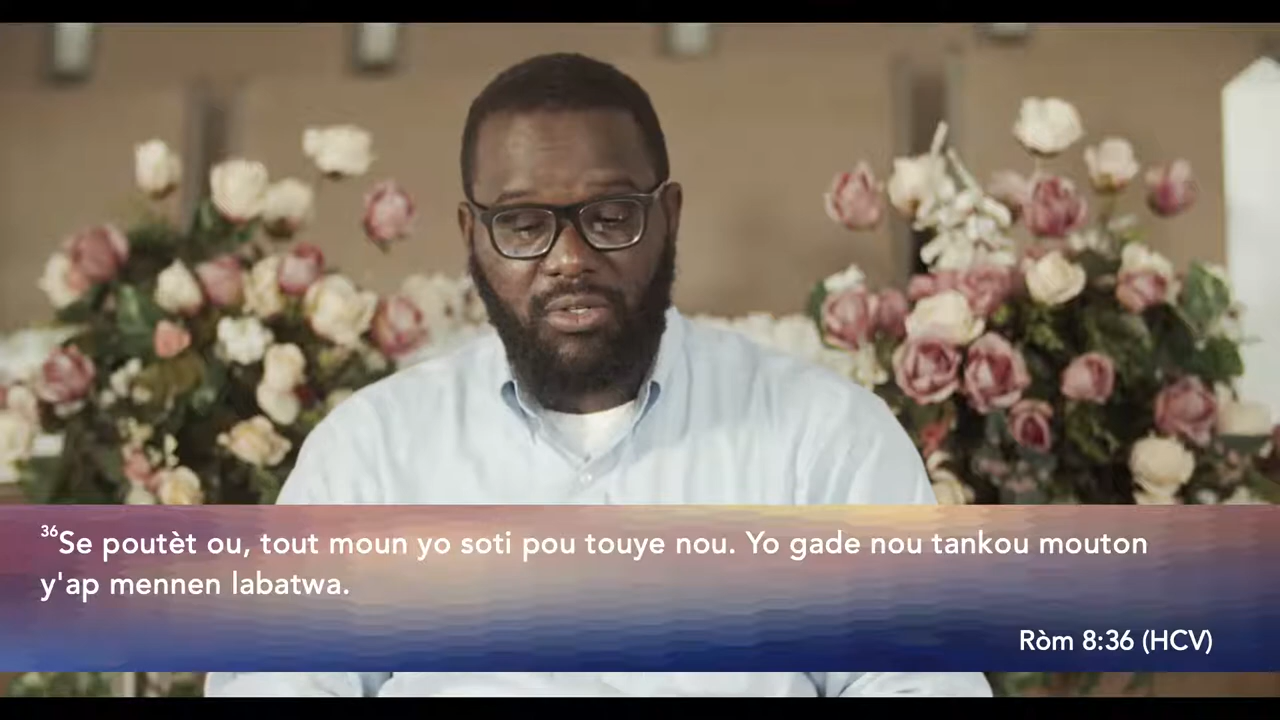 ³⁶Se poutèt ou, tout moun yo soti pou touye nou. Yo gade nou tankou mouton
y'ap mennen labatwa.
Ròm 8:36 (HCV)